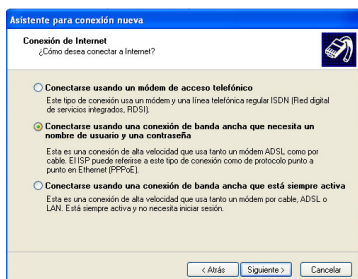 Asistente para conexión nueva
Conexión de Internet
¿Cómo desea conectar a Internet?
Conectarse usando un módem de acceso telefónico
Este tipo de conexión usa un módem y una línea telefónica regular ISDN (Red digital
de servicios integrados, RDSI).
Conectarse usando una conexión de banda ancha que necesita un
nombre de usuario y una contraseña
Esta es una conexión de alta velocidad que usa tanto un módem ADSL como por
cable. El ISP puede referirse a este tipo de conexión como de protocolo punto a
punto en Ethernet (PPPoE).
Conectarse usando una conexión de banda ancha que está siempre activa
Esta es una conexión de alta velocidad que usa tanto un módem por cable, ADSL o
LAN. Está siempre activa y no necesita iniciar sesión.
< Atrás Siguiente > Cancelar